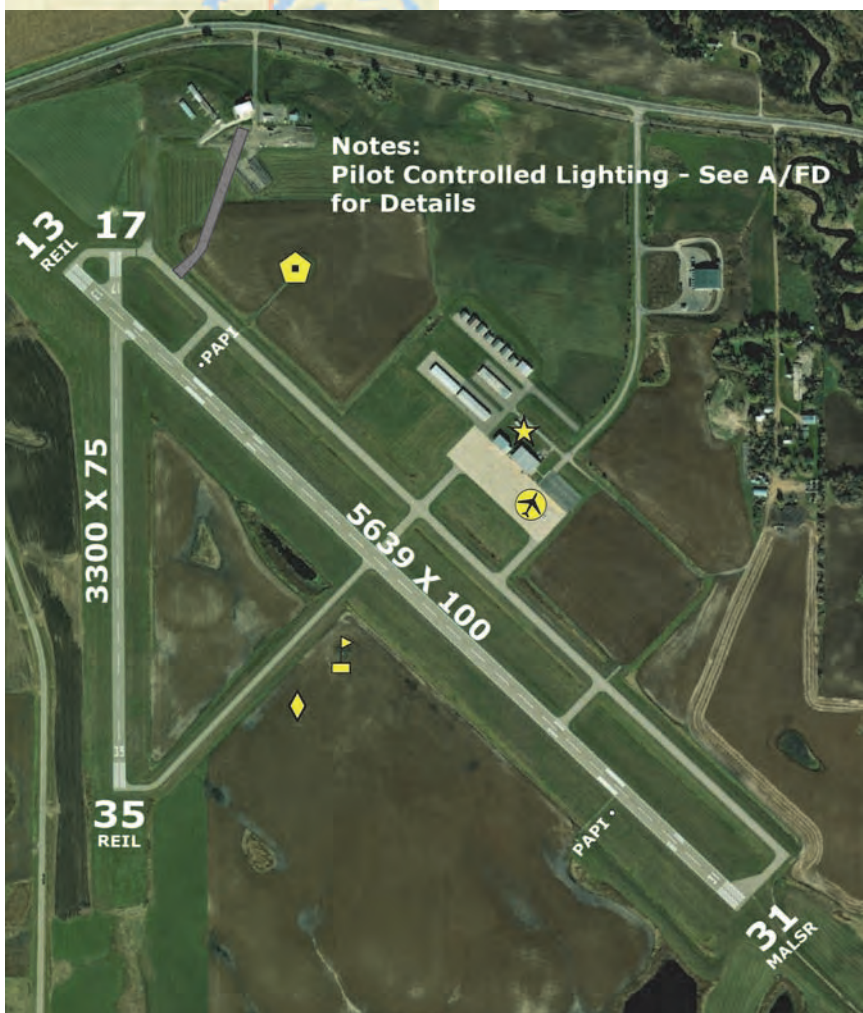 Notes:
Pilot Controlled Lighting - See A/FD
for Details
13
REIL
17
PAPI
3300 X 75
5639 X 100
35
REIL
PAPI
31
MALSR